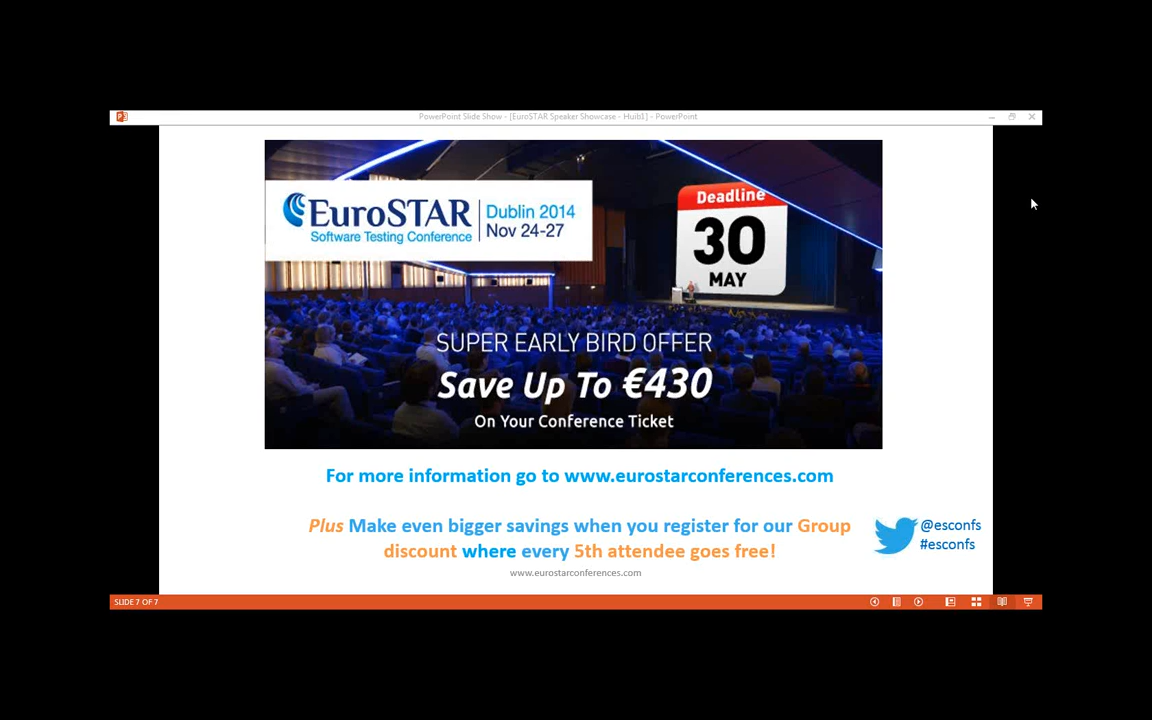 PowerPoint Slide Show - [EuroSTAR Speaker Showcase - Huib1] - PowerPoint
EuroSTAR
Software Testing Conference
Dublin 2014
Nov 24-27
Deadline
30
MAY
SUPER EARLY BIRD OFFER
Save Up To €430
On Your Conference Ticket
For more information go to www.eurostarconferences.com
Plus Make even bigger savings when you register for our Group
discount where every 5th attendee goes free!
@esconfs
#esconfs
www.eurostarconferences.com
SLIDE 7 OF 7